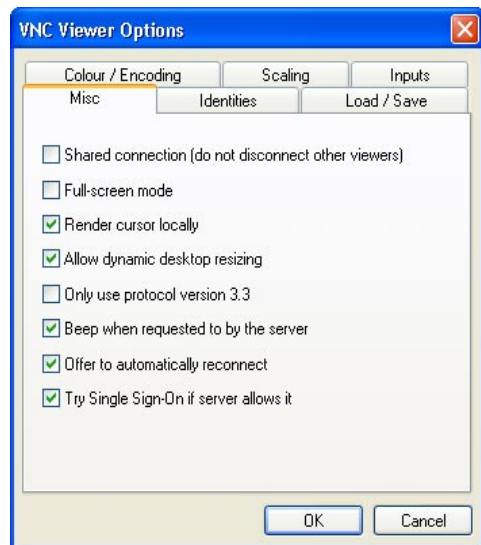 VNC Viewer Options
Colour / Encoding Scaling Inputs
Misc Identities Load / Save
Shared connection (do not disconnect other viewers)
Full-screen mode
Render cursor locally
Allow dynamic desktop resizing
Only use protocol version 3.3
Beep when requested to by the server
Offer to automatically reconnect
Try Single Sign-On if server allows it
OK Cancel